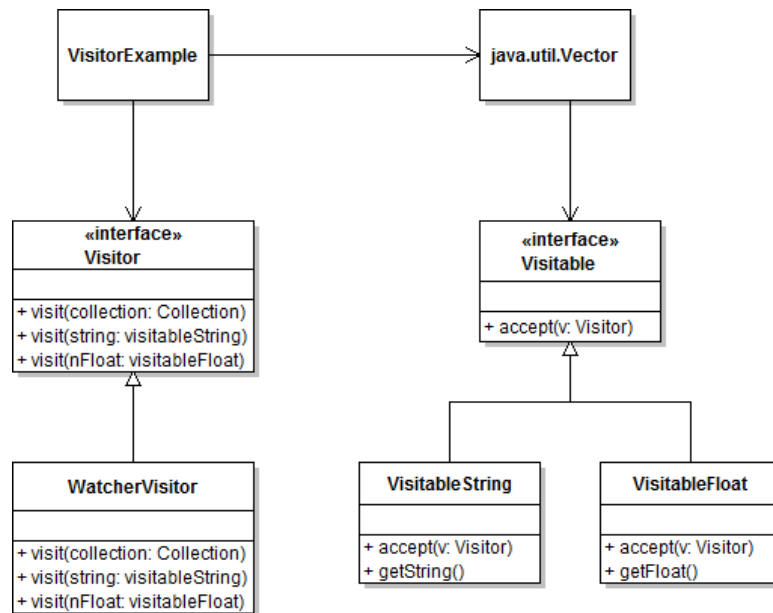 VisitorExample
java.util.Vector
«interface»
Visitor
+ visit(collection: Collection)
+ visit(string: visitableString)
+ visit(nFloat: visitableFloat)
«interface»
Visitable
+ accept(v: Visitor)
WatcherVisitor
+ visit(collection: Collection)
+ visit(string: visitableString)
+ visit(nFloat: visitableFloat)
VisitableString
+ accept(v: Visitor)
+ getString()
VisitableFloat
+ accept(v: Visitor)
+ getFloat()